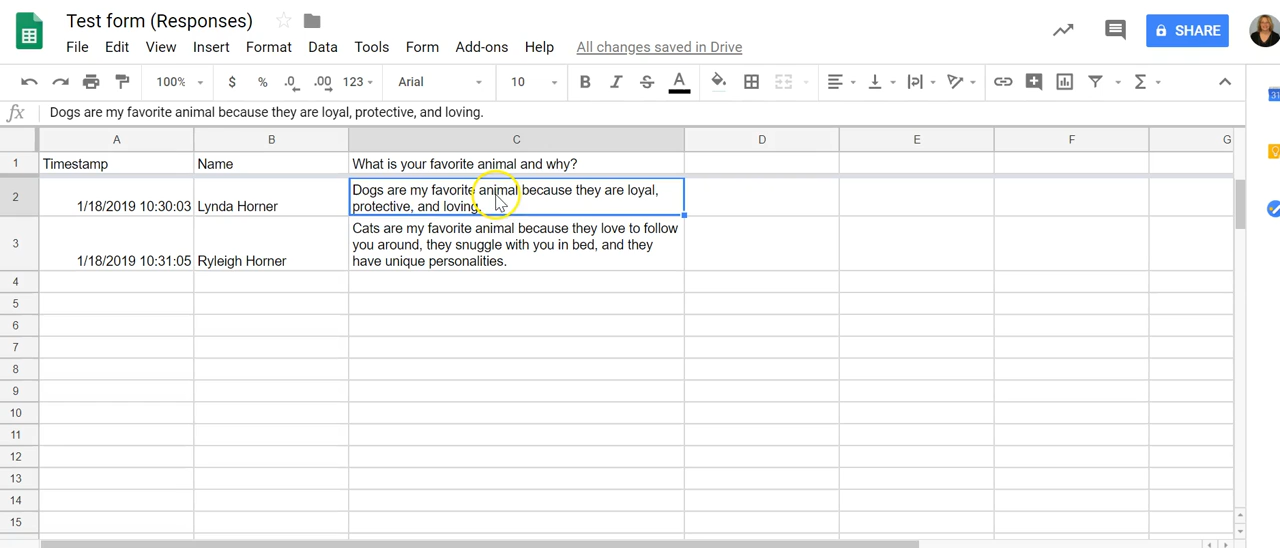 Test form (Responses)
File Edit View Insert Format Data Tools Form Add-ons Help All changes saved in Drive
SHARE
100% $ % .0 .00 123 Arial 10 B I S A Σ
31
fx Dogs are my favorite animal because they are loyal, protective, and loving.
A B C D E F G
1 Timestamp Name What is your favorite animal and why?
2 1/18/2019 10:30:03 Lynda Horner Dogs are my favorite animal because they are loyal,
protective, and loving.
3 1/18/2019 10:31:05 Ryleigh Horner Cats are my favorite animal because they love to follow
you around, they snuggle with you in bed, and they
have unique personalities.
4
5
6
7
8
9
10
11
12
13
14
15